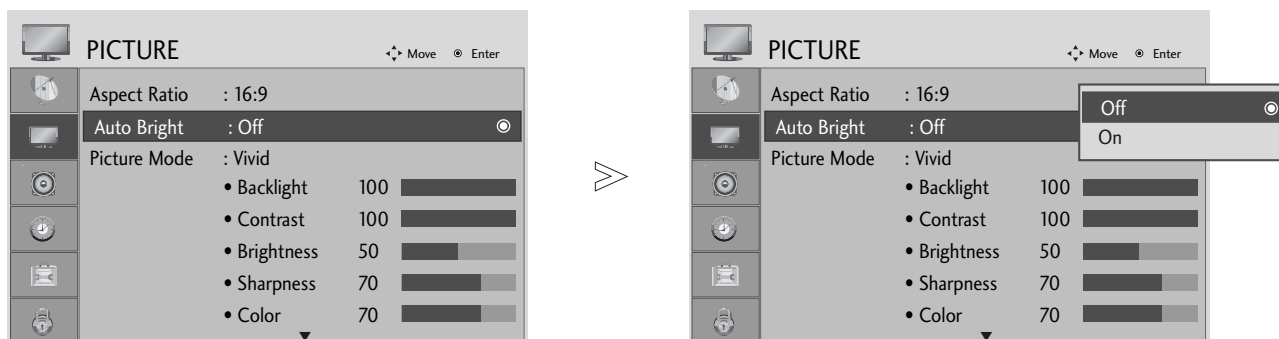 PICTURE Move Enter
Aspect Ratio : 16:9
Auto Bright : Off
Picture Mode : Vivid
• Backlight 100
• Contrast 100
• Brightness 50
• Sharpness 70
• Color 70
PICTURE Move Enter
Aspect Ratio : 16:9
Auto Bright : Off
Picture Mode : Vivid
• Backlight 100
• Contrast 100
• Brightness 50
• Sharpness 70
• Color 70
Off
On